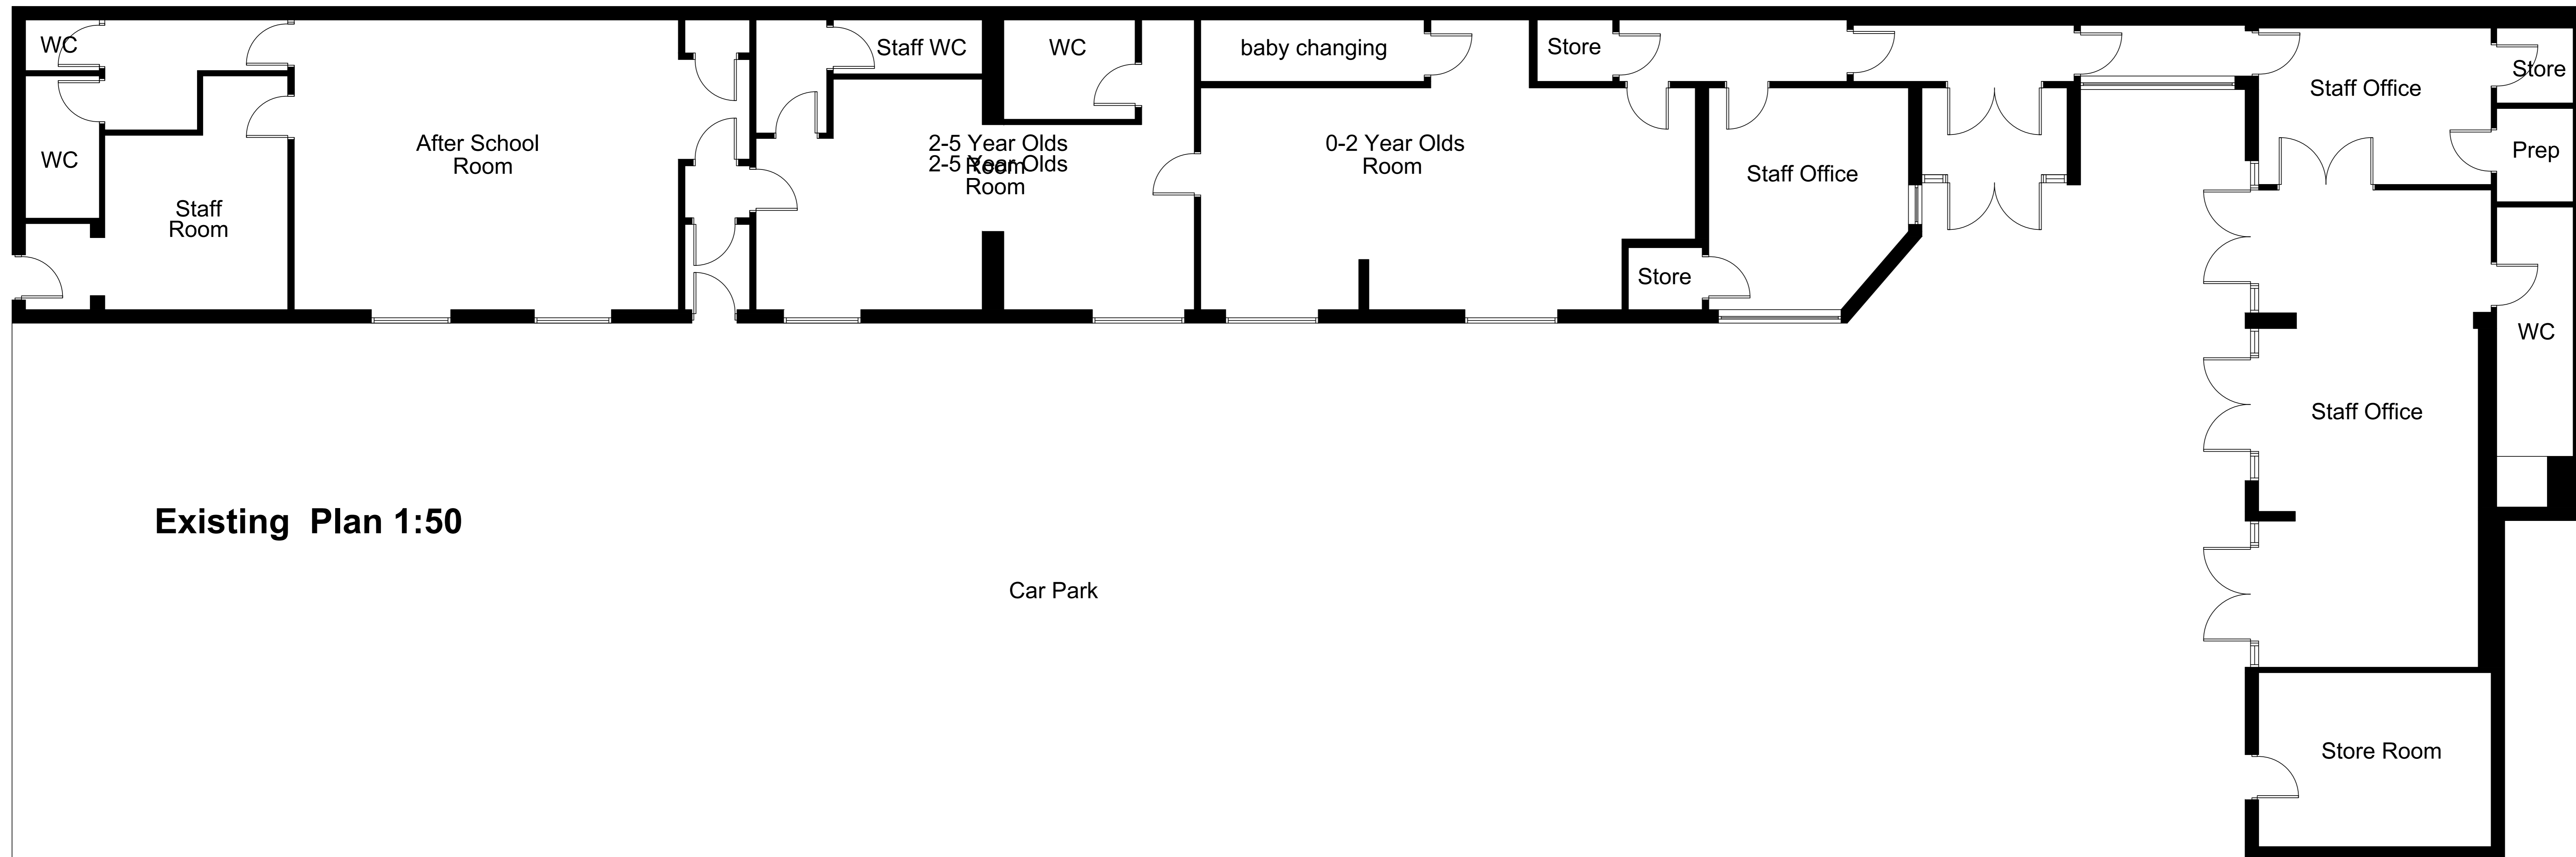 WC
Staff WC
WC
baby changing
Store
Store
Staff Office
After School
Room
2-5 Year Olds
Room
2-5 Year Olds
Room
0-2 Year Olds
Room
Staff Office
Prep
WC
Staff
Room
Store
WC
Staff Office
Existing Plan 1:50
Car Park
Store Room